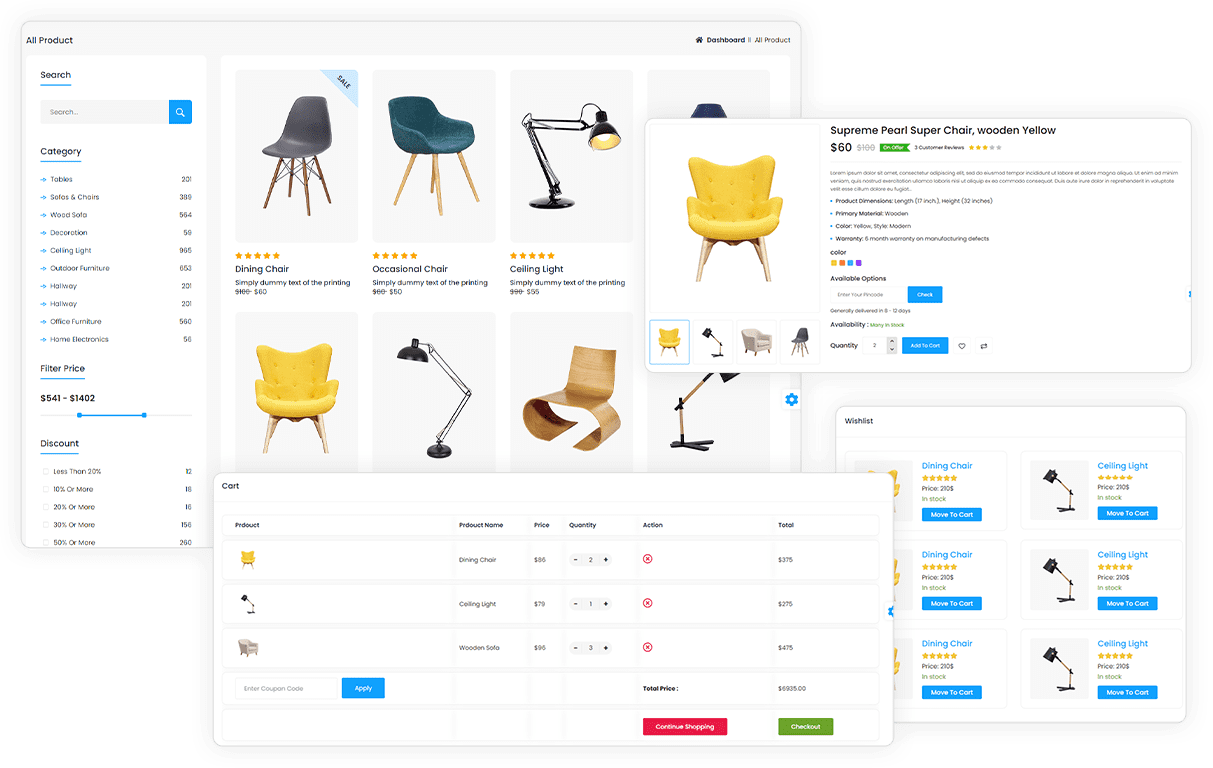 All Product
Dashboard || All Product
Search
Search...
Category
Tables 201
Sofas & Chairs 389
Wood Sofa 564
Decoration 59
Ceiling Light 965
Outdoor Furniture 653
Hallway 201
Hallway 201
Office Furniture 560
Home Electronics 56
Filter Price
$541 - $1402
Discount
Less Than 20% 12
10% Or More 18
20% Or More 16
30% Or More 158
50% Or More 260
SALE
Dining Chair
Simply dummy text of the printing
$100 $60
Occasional Chair
Simply dummy text of the printing
$60 $50
Ceiling Light
Simply dummy text of the printing
$55
Supreme Pearl Super Chair, wooden Yellow
$60 $100 On Offer 3 Customer Reviews
Lorem ipsum dolor sit amet, consectetur adipiscing elit, sed do eiusmod tempor incididunt ut labore et dolore magna aliqua. Ut enim ad minim
veniam, quis nostrud exercitation ullamco laboris Nisi ut aliquip ex ea commodo consequat. Duis aute irure dolor in reprehenderit in voluptate
velit esse cillum dolore eu fugiat..
Product Dimensions: Length (17 inch.), Height (32 inches)
Primary Material: Wooden
Color: Yellow, Style: Modern
Warranty: 6 month warranty on manufacturing defects
color
Available Options
Enter Your Pincode Check
Generally delivered in 8 - 12 days
Availability : Many In Stock
Quantity 2 Add To Cart
Wishlist
Dining Chair
Price: 210$
In stock
Move To Cart
Ceiling Light
Price: 210$
In stock
Move To Cart
Dining Chair
Price: 210$
In stock
Move To Cart
Ceiling Light
Price: 210$
In stock
Move To Cart
Dining Chair
Price: 210$
In stock
Move To Cart
Ceiling Light
Price: 210$
In stock
Move To Cart
Cart
Prdouct Prdouct Name Price Quantity Action Total
Dining Chair $86 - 2 + $375
Ceiling Light $79 - 1 + $275
Wooden Sofa $96 - 3 + $475
Enter Coupon Code Apply Total Price : $6935.00
Continue Shopping Checkout